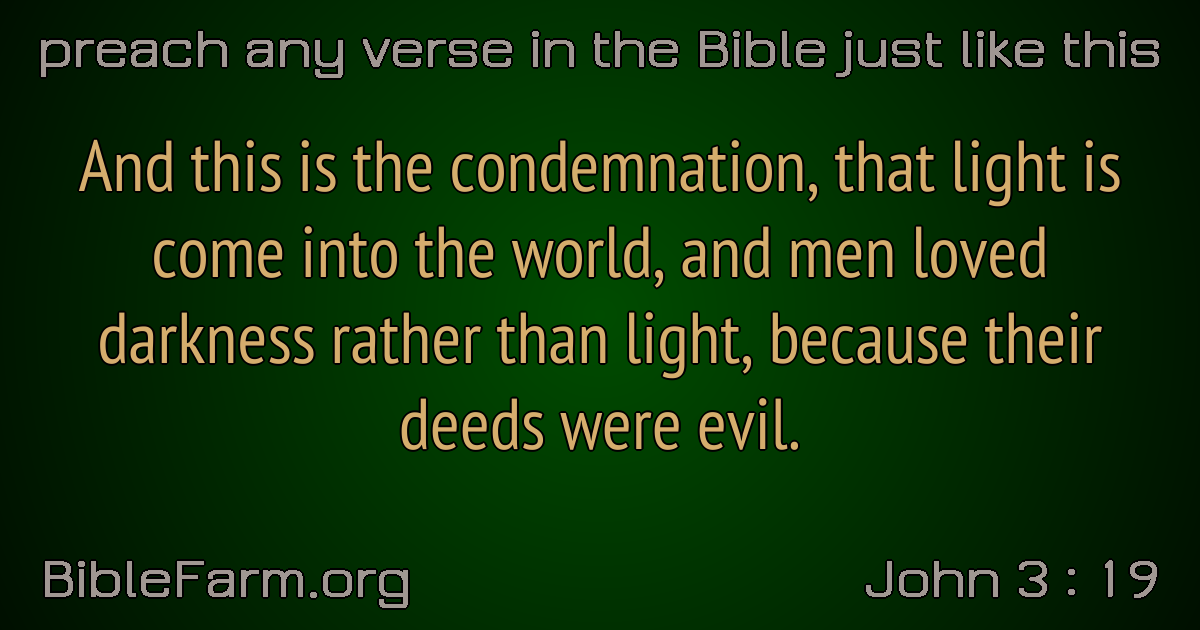 preach any verse in the Bible just like this
And this is the condemnation, that light is
come into the world, and men loved
darkness rather than light, because their
deeds were evil.
BibleFarm.org
John 3 : 19